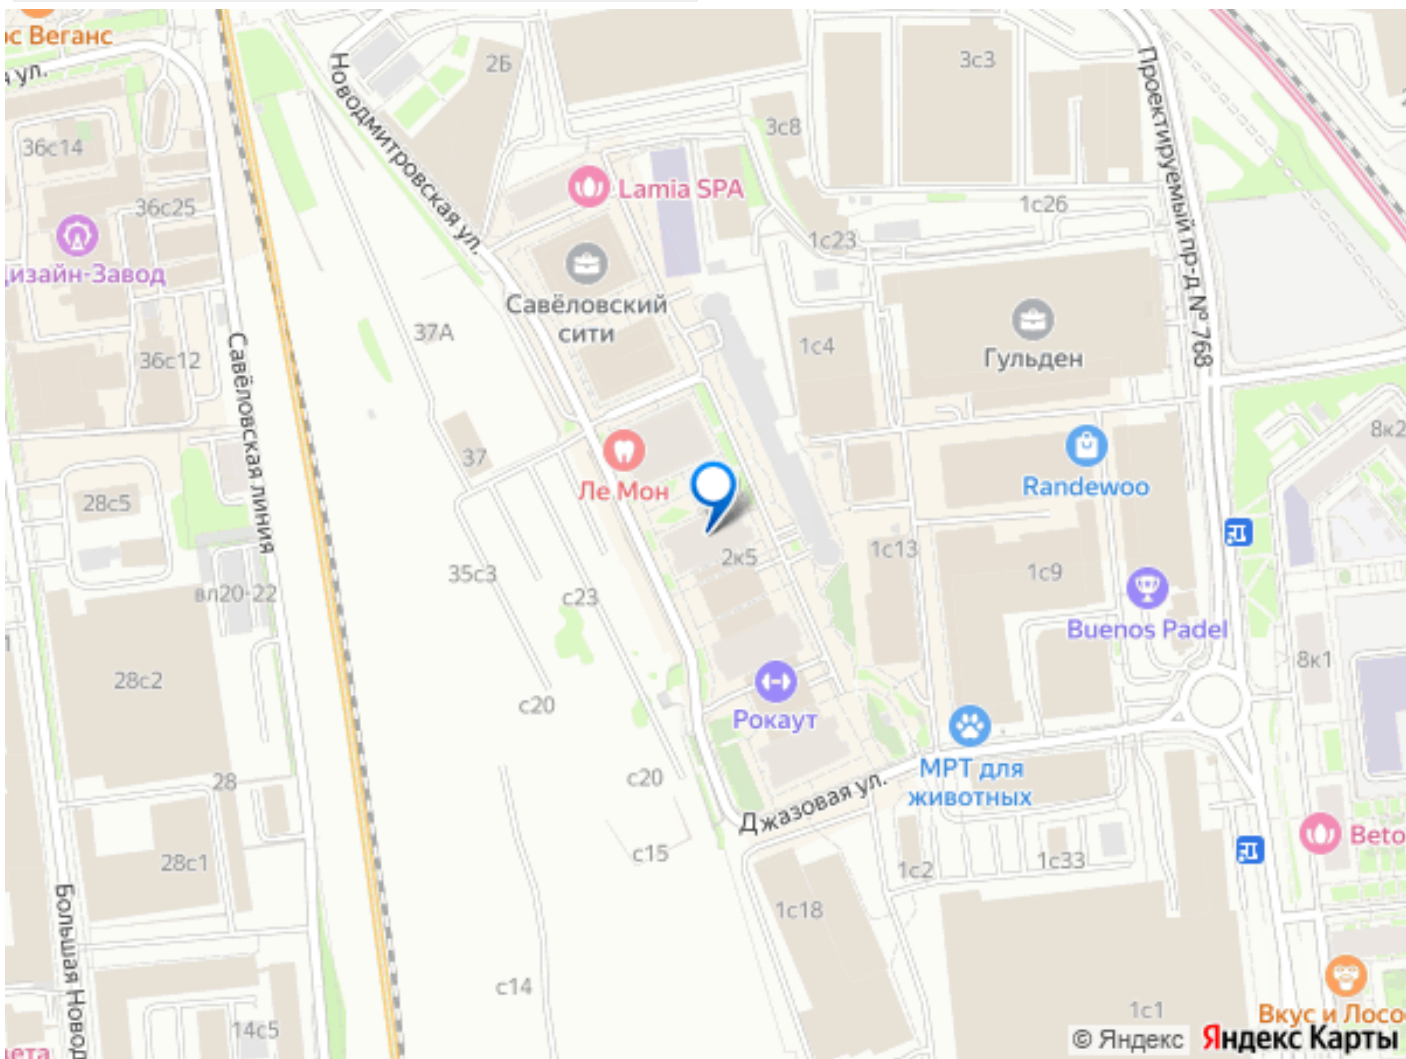 ос Веганс
ул.
2Б
Новодмитровская ул.
3с3
Проектируемый пр-д № 768
3с8
36с14
Lamia SPA
36с25
1с26
1с23
изайн-Завод
Савёловский
сити
Гульден
37А
1с4
36с12
Савёловская линия
8к2
37
Ле Мон
Randewoo
28с5
2к5
1с13
1с9
35с3
с23
вл20-22
Buenos Padel
8к1
28с2
с20
Рокаут
МРТ для
животных
с20
28
Джазовая ул.
Beto
с15
1с2
1с33
28с1
1с18
Большая Новод
с14
1с1
Вкус и Лосо
14с5
© Яндекс
Яндекс Карты